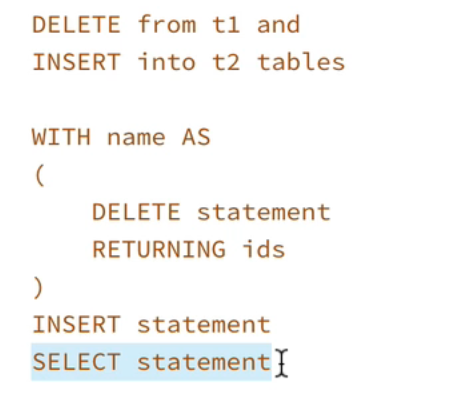 DELETE from t1 and
INSERT into t2 tables
WITH name AS
(
DELETE statement
RETURNING ids
)
INSERT statement
SELECT statement